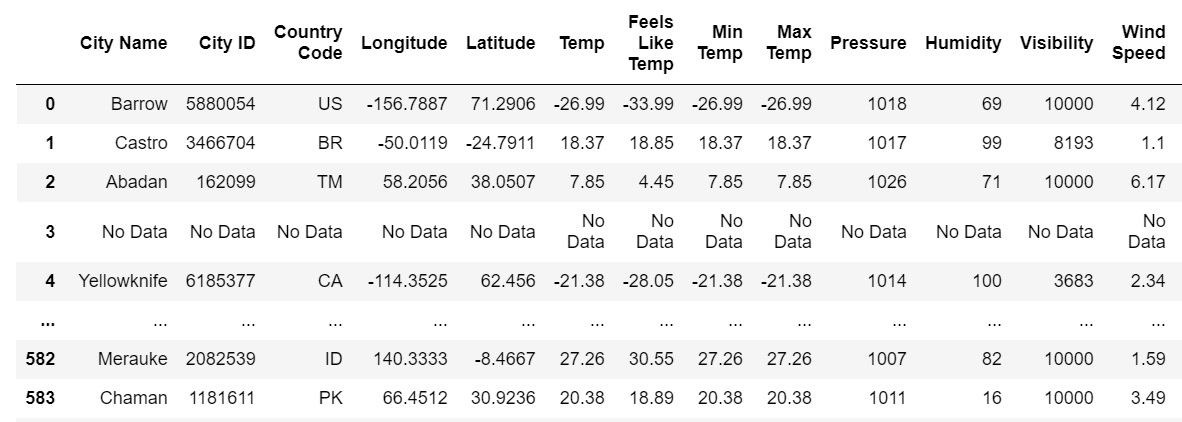 City Name City ID Country Code Longitude Latitude Temp Feels Like Temp Min Temp Max Temp Pressure Humidity Visibility Wind Speed
0 Barrow 5880054 US -156.7887 71.2906 -26.99 -33.99 -26.99 -26.99 1018 69 10000 4.12
1 Castro 3466704 BR -50.0119 -24.7911 18.37 18.85 18.37 18.37 1017 99 8193 1.1
2 Abadan 162099 TM 58.2056 38.0507 7.85 4.45 7.85 7.85 1026 71 10000 6.17
3 No Data No Data No Data No Data No Data No Data No Data No Data No Data No Data No Data No Data No Data
4 Yellowknife 6185377 CA -114.3525 62.456 -21.38 -28.05 -21.38 -21.38 1014 100 3683 2.34
... ... ... ... ... ... ... ... ... ... ... ... ... ...
582 Merauke 2082539 ID 140.3333 -8.4667 27.26 30.55 27.26 27.26 1007 82 10000 1.59
583 Chaman 1181611 PK 66.4512 30.9236 20.38 18.89 20.38 20.38 1011 16 10000 3.49